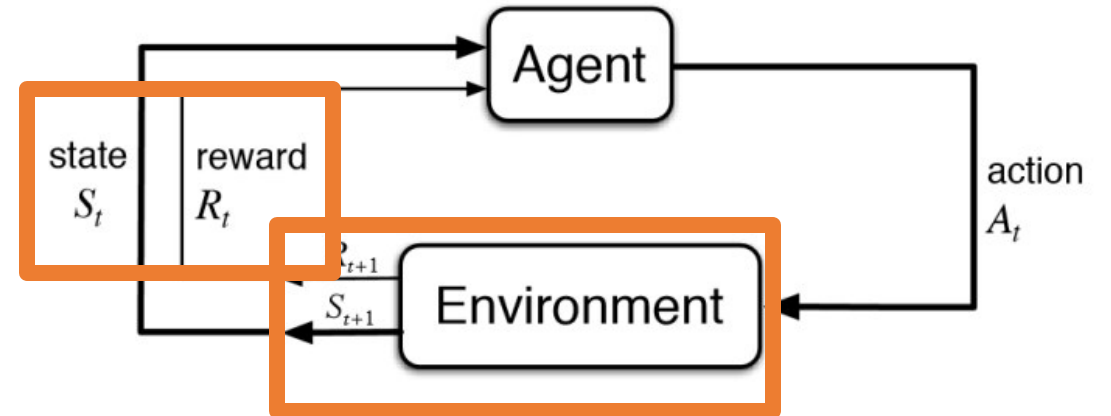 Agent
state
S_t
reward
R_t
action
A_t
R_{t+1}
S_{t+1}
Environment